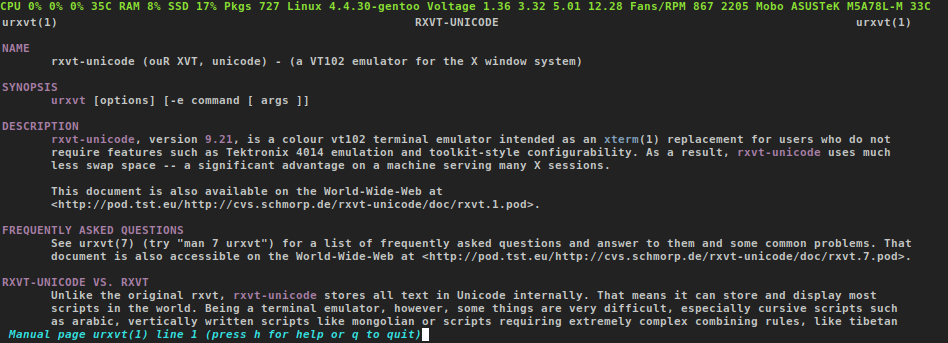 CPU 0% 0% 0% 35C RAM 8% SSD 17% Pkgs 727 Linux 4.4.30-gentoo Voltage 1.36 3.32 5.01 12.28 Fans/RPM 867 2205 Mobo ASUSTeK M5A78L-M 33C
urxvt(1) RXVT-UNICODE urxvt(1)
NAME
rxvt-unicode (ouR XVT, unicode) - (a VT102 emulator for the X window system)
SYNOPSIS
urxvt [options] [-e command [ args ]]
DESCRIPTION
rxvt-unicode, version 9.21, is a colour vt102 terminal emulator intended as an xterm(1) replacement for users who do not
require features such as Tektronix 4014 emulation and toolkit-style configurability. As a result, rxvt-unicode uses much
less swap space -- a significant advantage on a machine serving many X sessions.
This document is also available on the World-Wide-Web at
<http://pod.tst.eu/http://cvs.schmorp.de/rxvt-unicode/doc/rxvt.1.pod>.
FREQUENTLY ASKED QUESTIONS
See urxvt(7) (try "man 7 urxvt") for a list of frequently asked questions and answer to them and some common problems. That
document is also accessible on the World-Wide-Web at <http://pod.tst.eu/http://cvs.schmorp.de/rxvt-unicode/doc/rxvt.7.pod>.
RXVT-UNICODE VS. RXVT
Unlike the original rxvt, rxvt-unicode stores all text in Unicode internally. That means it can store and display most
scripts in the world. Being a terminal emulator, however, some things are very difficult, especially cursive scripts such
as arabic, vertically written scripts like mongolian or scripts requiring extremely complex combining rules, like tibetan
Manual page urxvt(1) line 1 (press h for help or q to quit)